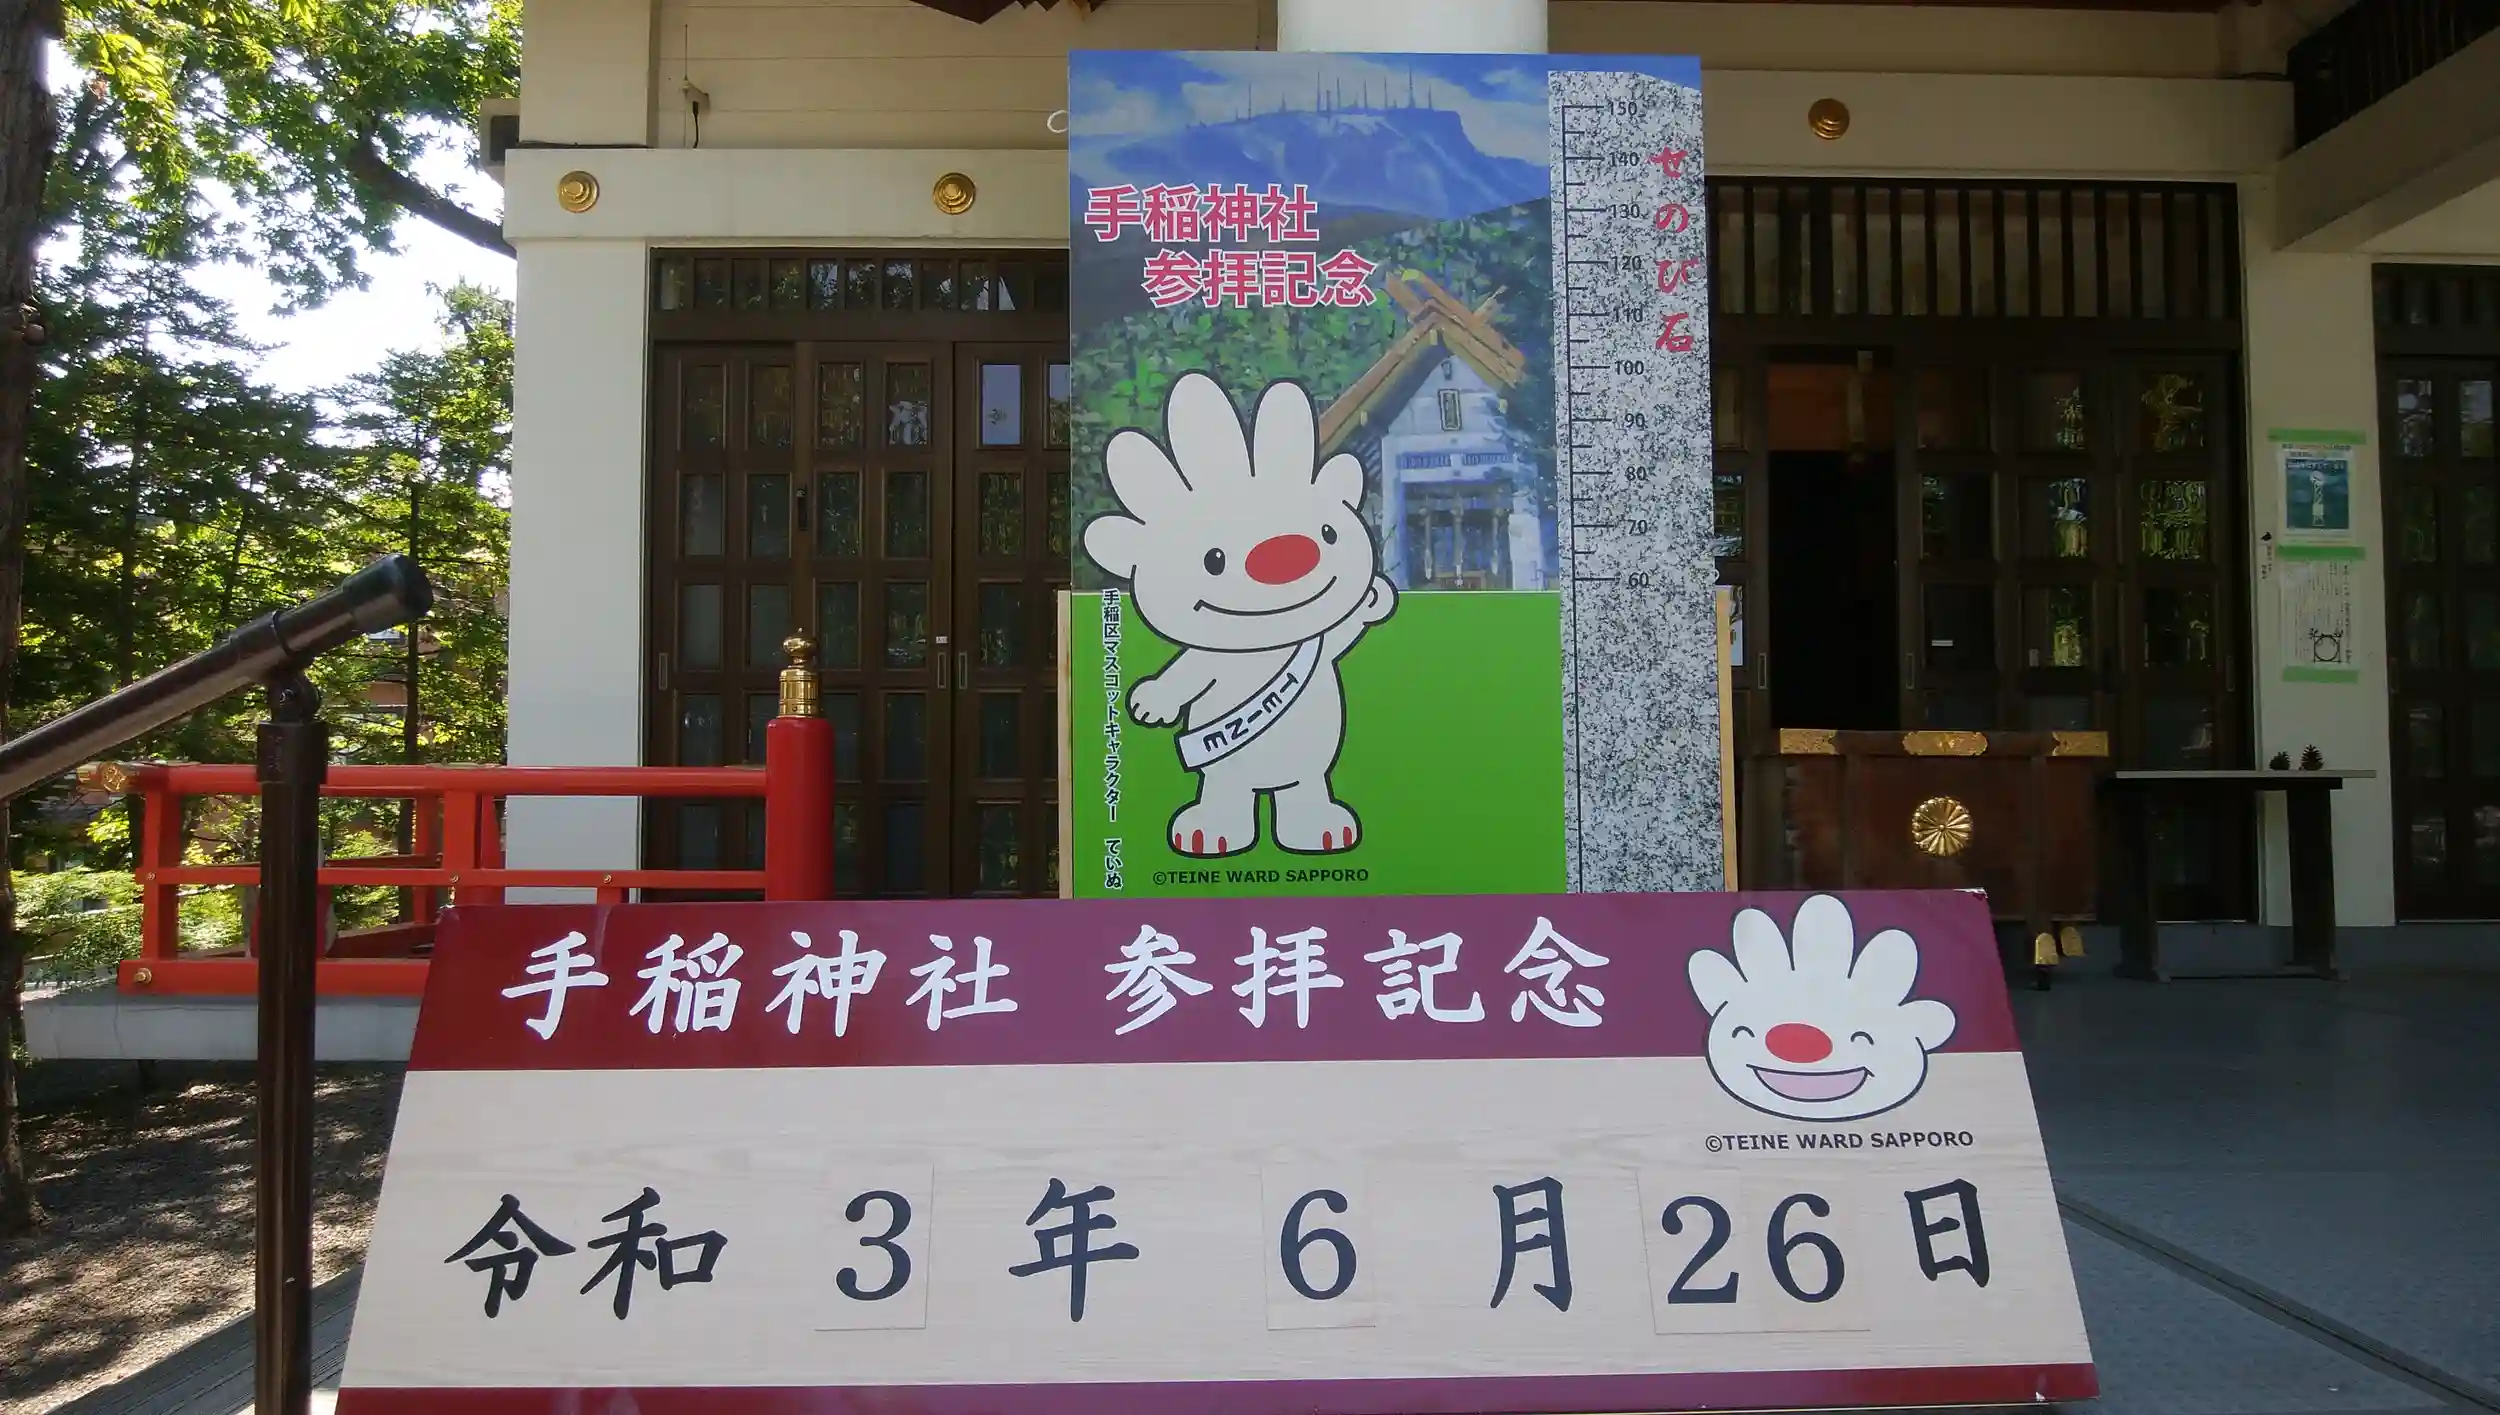 手稲神社
参拝記念
150
140
130
120
110
100
90
80
70
60
せのび石
TEINE
手稲区マスコットキャラクター ていぬ
©TEINE WARD SAPPORO
手稲神社 参拝記念
©TEINE WARD SAPPORO
令和 3 年 6 月 26 日